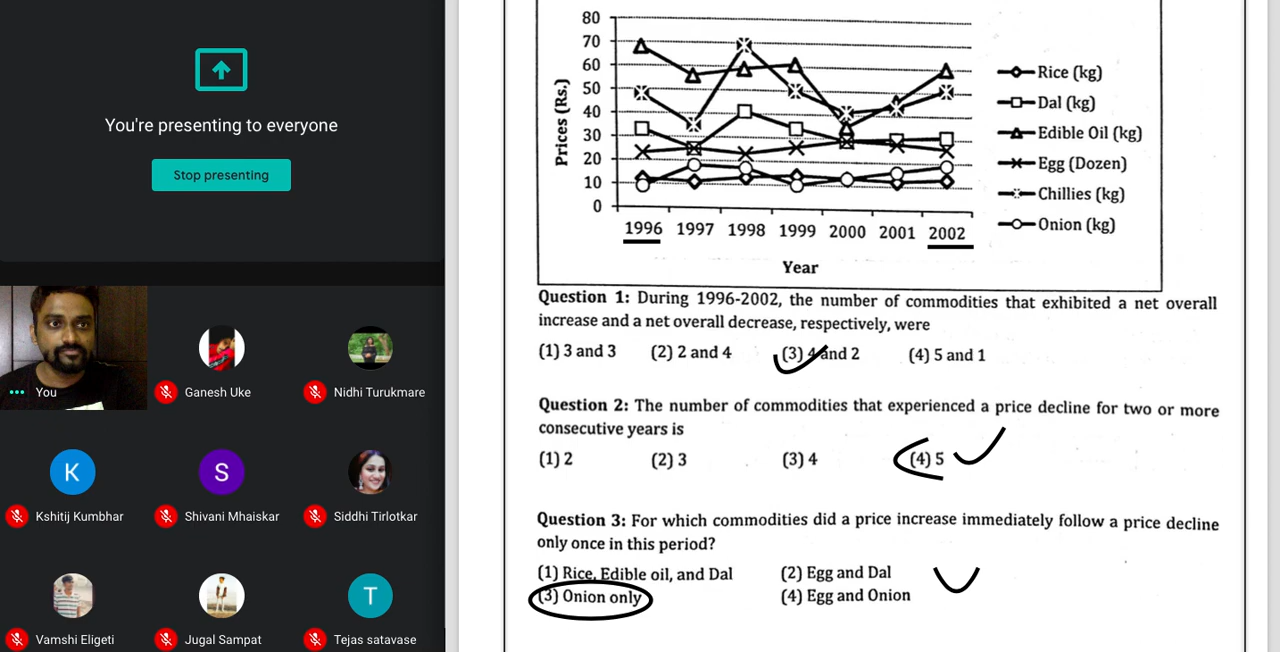 You're presenting to everyone
Stop presenting
You
Ganesh Uke
Nidhi Turukmare
K
Kshitij Kumbhar
S
Shivani Mhaiskar
Siddhi Tirlotkar
Vamshi Eligeti
Jugal Sampat
T
Tejas satavase
Prices (Rs.)
80
70
60
50
40
30
20
10
0
1996 1997 1998 1999 2000 2001 2002
Year
Rice (kg)
Dal (kg)
Edible Oil (kg)
Egg (Dozen)
Chillies (kg)
Onion (kg)
Question 1: During 1996-2002, the number of commodities that exhibited a net overall
increase and a net overall decrease, respectively, were
(1) 3 and 3 (2) 2 and 4 (3) 4 and 2 (4) 5 and 1
Question 2: The number of commodities that experienced a price decline for two or more
consecutive years is
(1) 2 (2) 3 (3) 4 (4) 5
Question 3: For which commodities did a price increase immediately follow a price decline
only once in this period?
(1) Rice, Edible oil, and Dal (2) Egg and Dal
(3) Onion only (4) Egg and Onion